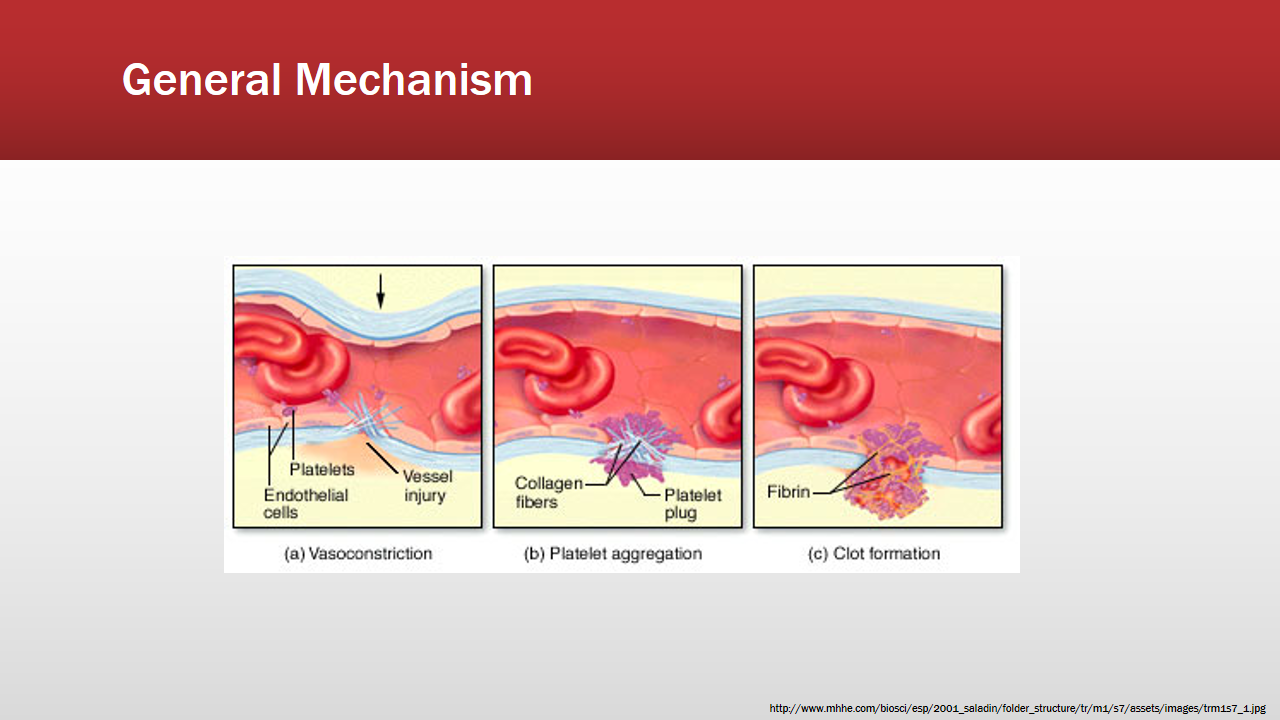 General Mechanism
Platelets
Endothelial
cells
Vessel
injury
(a) Vasoconstriction
Collagen
fibers
Platelet
plug
(b) Platelet aggregation
Fibrin
(c) Clot formation
http://www.mhhe.com/biosci/esp/2001_saladin/folder_structure/tr/m1/s7/assets/images/trm1s7_1.jpg